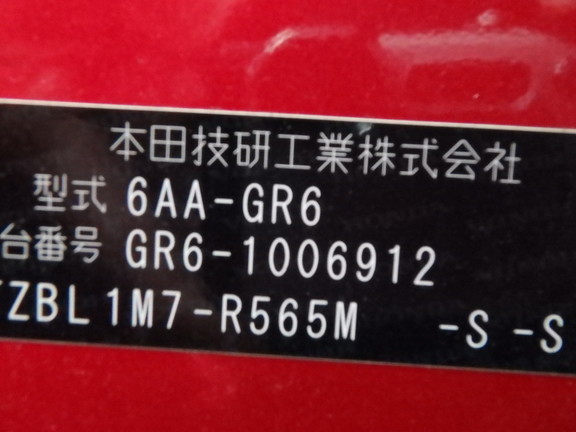 本田技研工業株式会社
型式 6AA-GR6
台番号 GR6-1006912
ZBL1M7-R565M -S -S